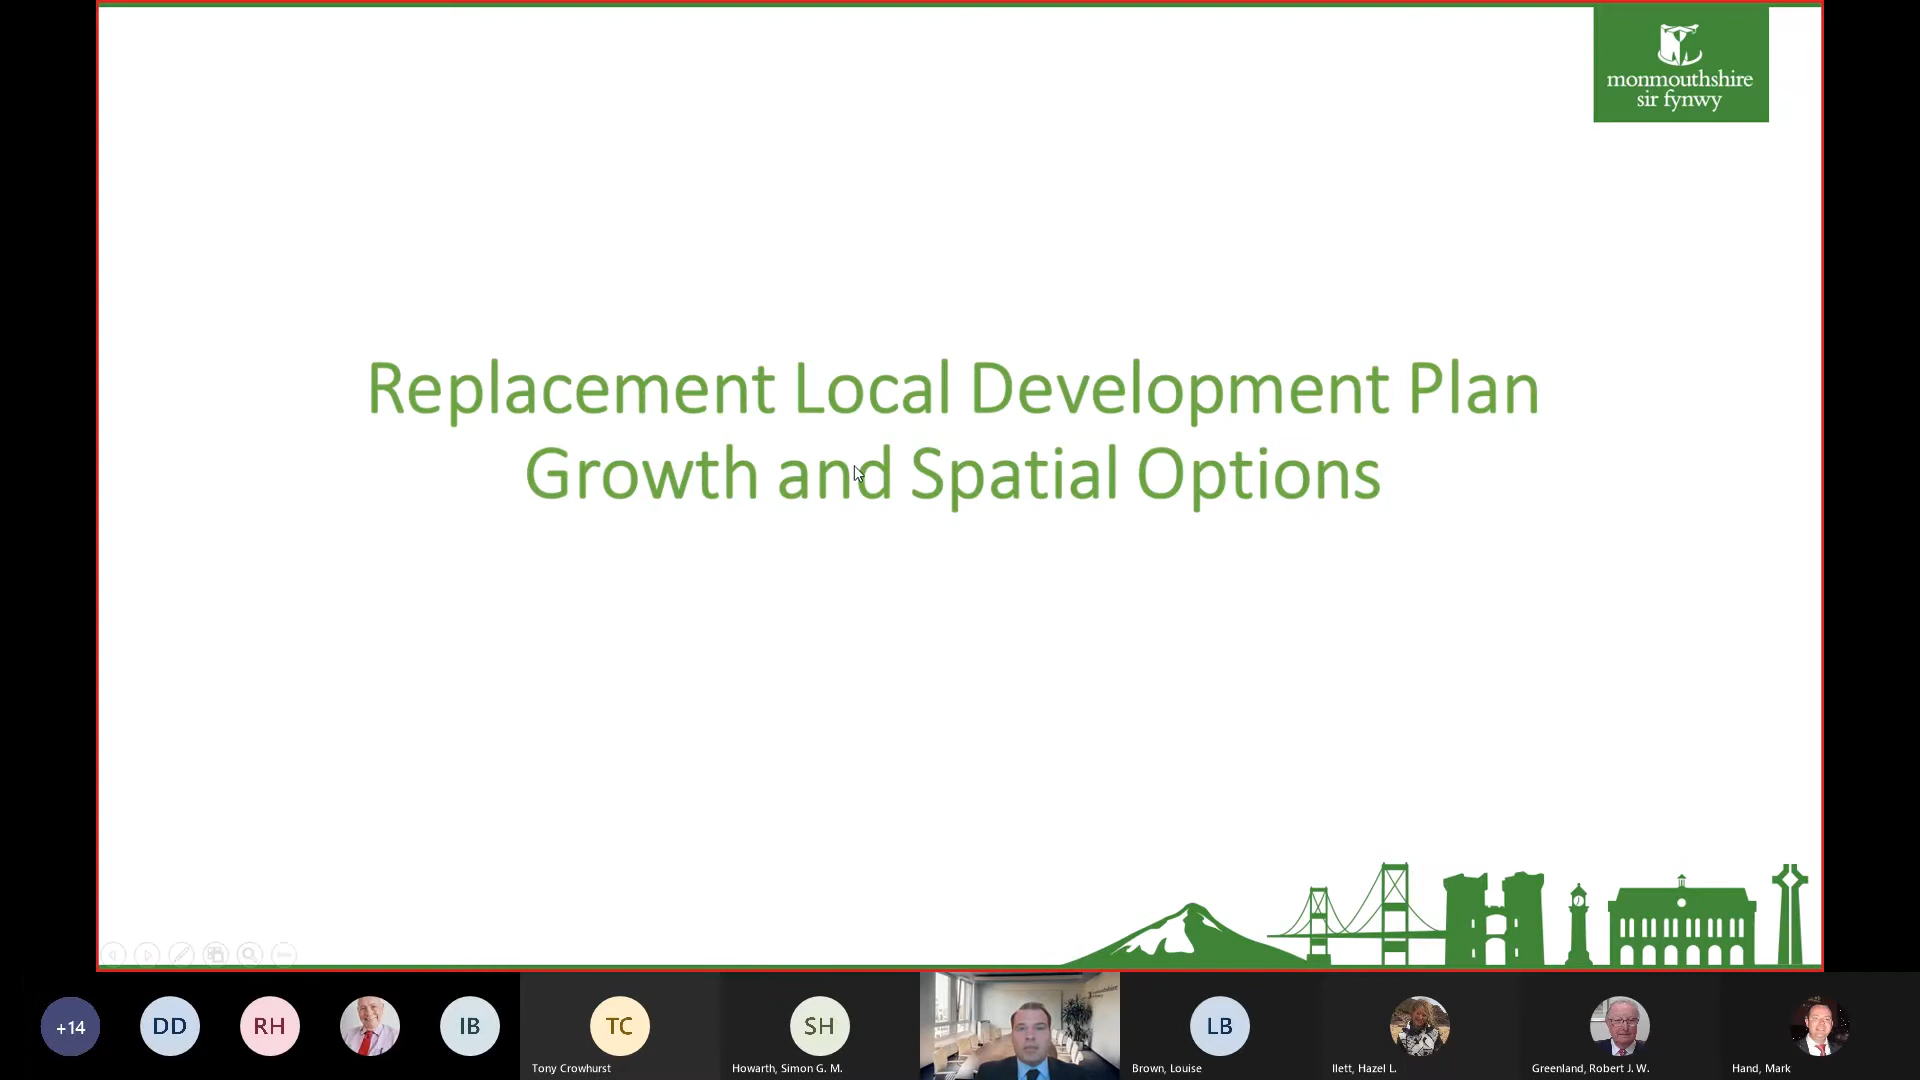 monmouthshire
sir fynwy
Replacement Local Development Plan
Growth and Spatial Options
+14
DD
RH
IB
TC
SH
LB
Tony Crowhurst
Howarth, Simon G. M.
Brown, Louise
Ilett, Hazel L.
Greenland, Robert J. W.
Hand, Mark